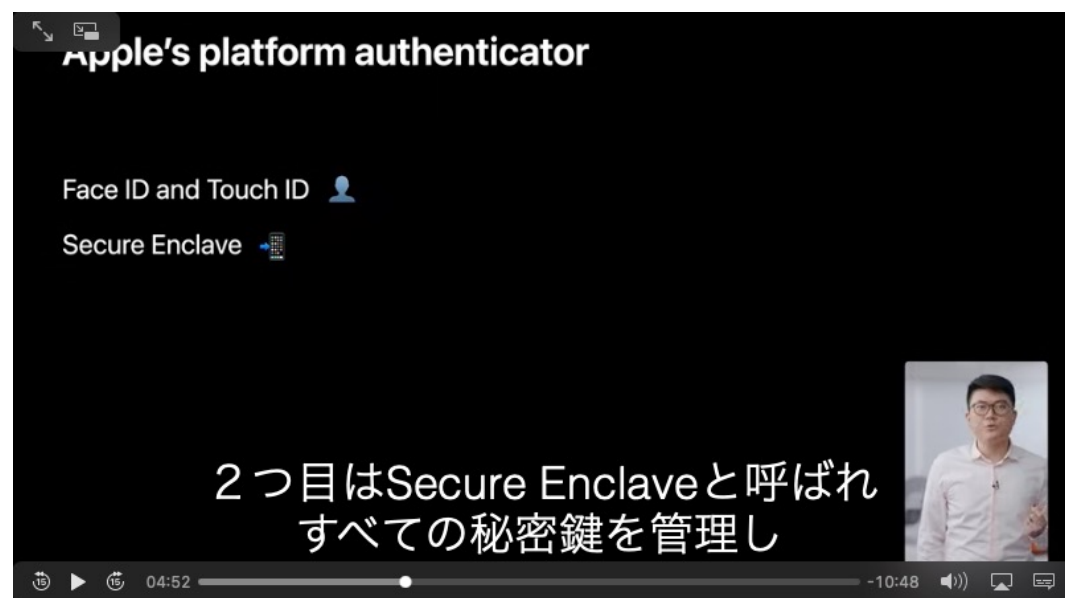 Apple's platform authenticator
Face ID and Touch ID
Secure Enclave
２つ目はSecure Enclaveと呼ばれ
すべての秘密鍵を管理し
15
15
04:52
-10:48